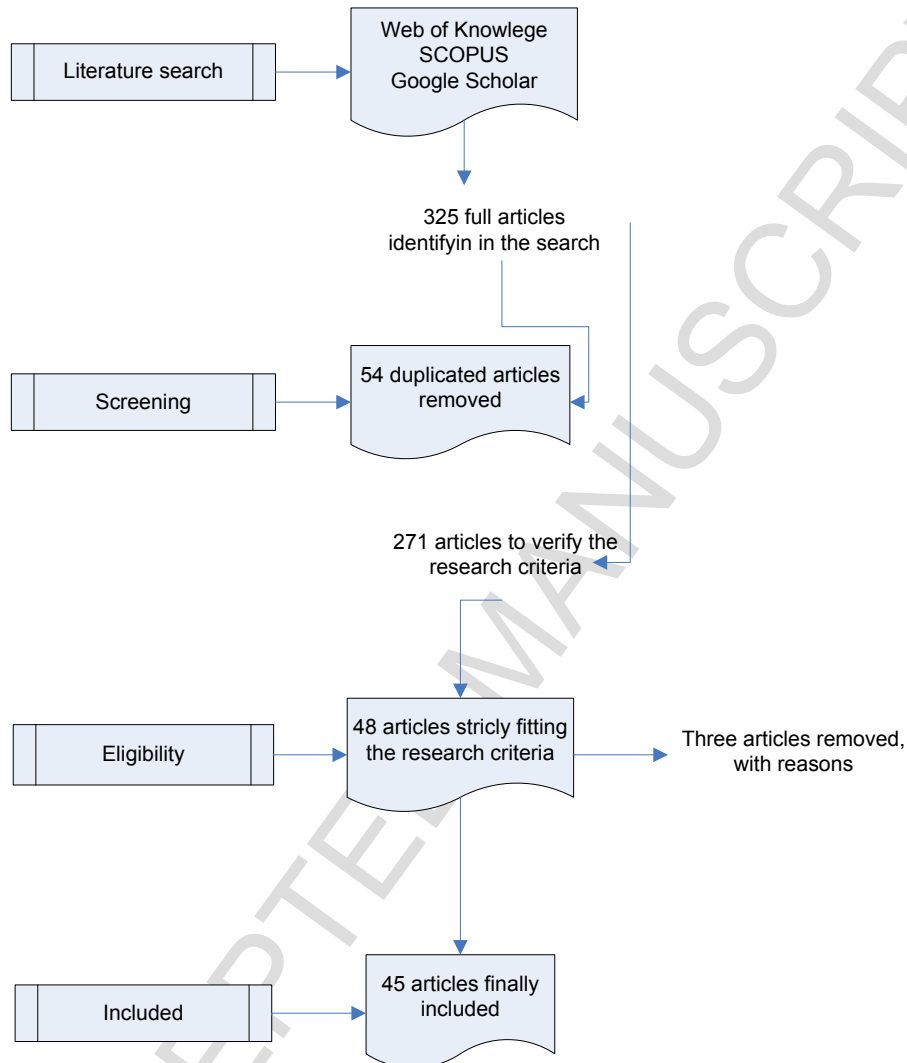 Web of Knowlege
SCOPUS
Google Scholar
Literature search
325 full articles
identifyin in the search
54 duplicated articles
removed
Screening
271 articles to verify the
research criteria
48 articles stricly fitting
the research criteria
Eligibility
Three articles removed,
with reasons
45 articles finally
included
Included
EPTED MANUSCRIP